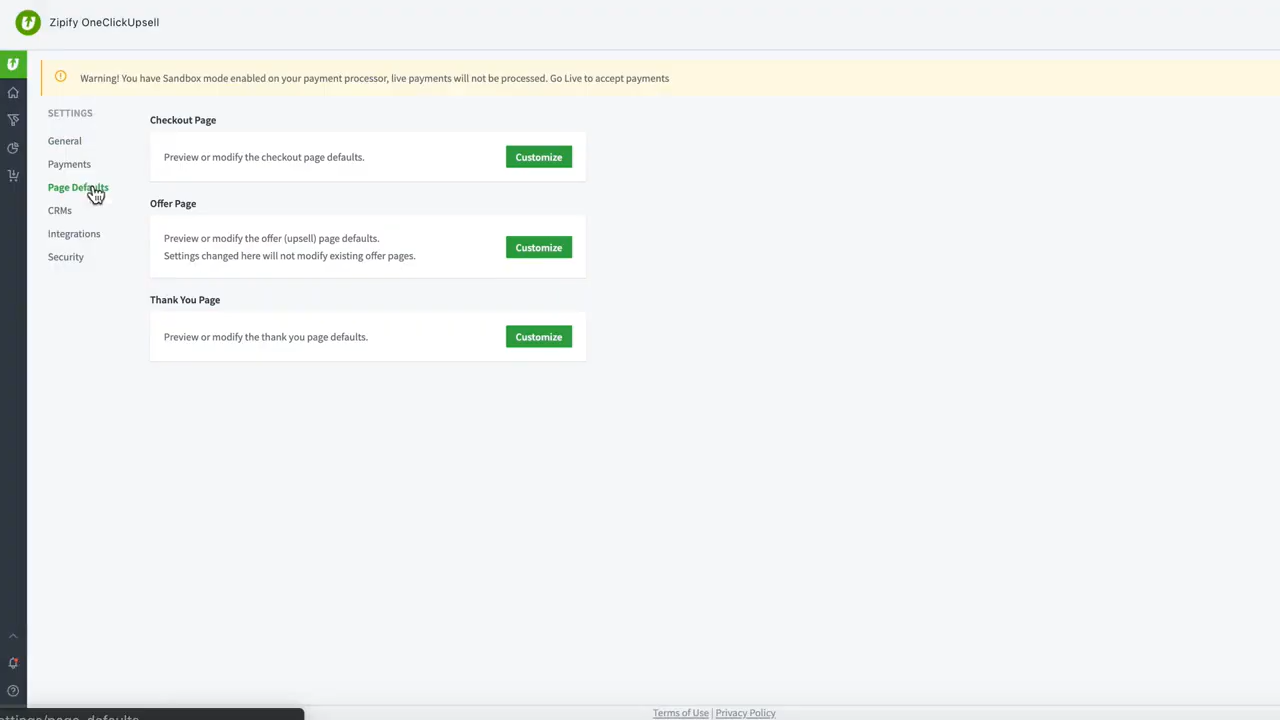 Zipify OneClickUpsell
Warning! You have Sandbox mode enabled on your payment processor, live payments will not be processed. Go Live to accept payments
SETTINGS
General
Payments
Page Defaults
CRMs
Integrations
Security
Checkout Page
Preview or modify the checkout page defaults.
Customize
Offer Page
Preview or modify the offer (upsell) page defaults.
Settings changed here will not modify existing offer pages.
Customize
Thank You Page
Preview or modify the thank you page defaults.
Customize
Terms of Use | Privacy Policy